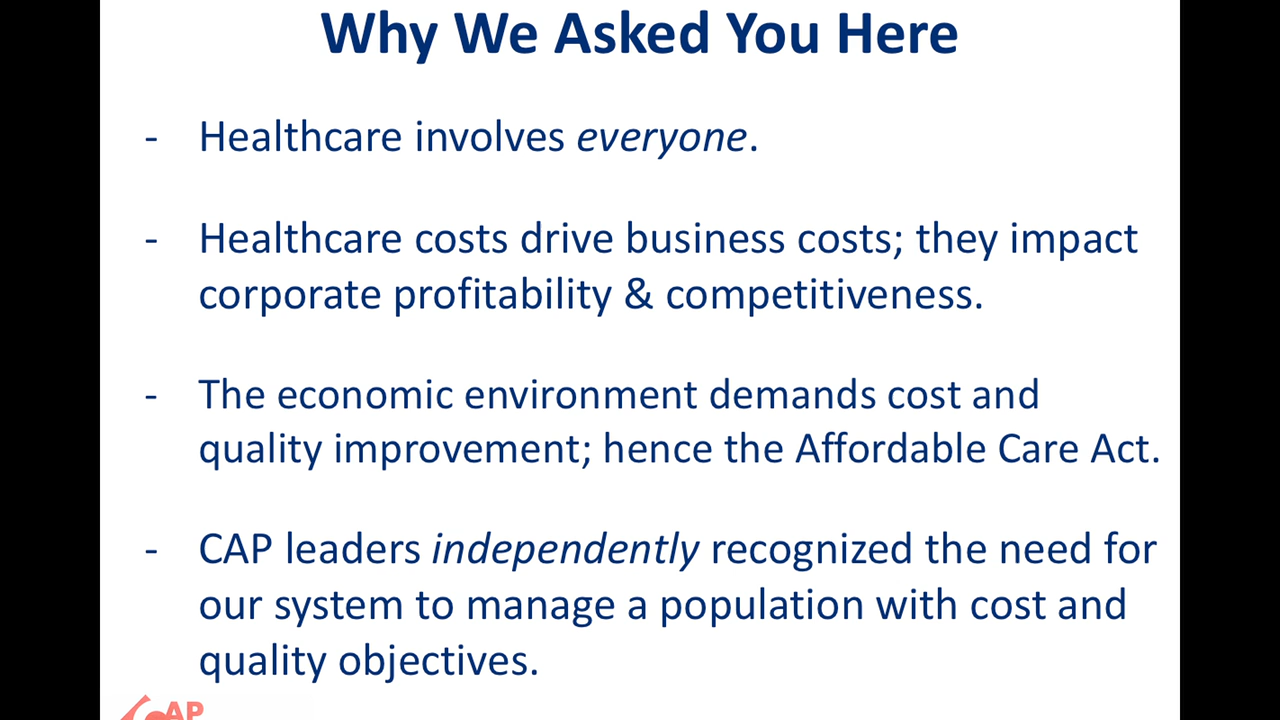 Why We Asked You Here
- Healthcare involves everyone.
- Healthcare costs drive business costs; they impact
corporate profitability & competitiveness.
- The economic environment demands cost and
quality improvement; hence the Affordable Care Act.
- CAP leaders independently recognized the need for
our system to manage a population with cost and
quality objectives.
AP